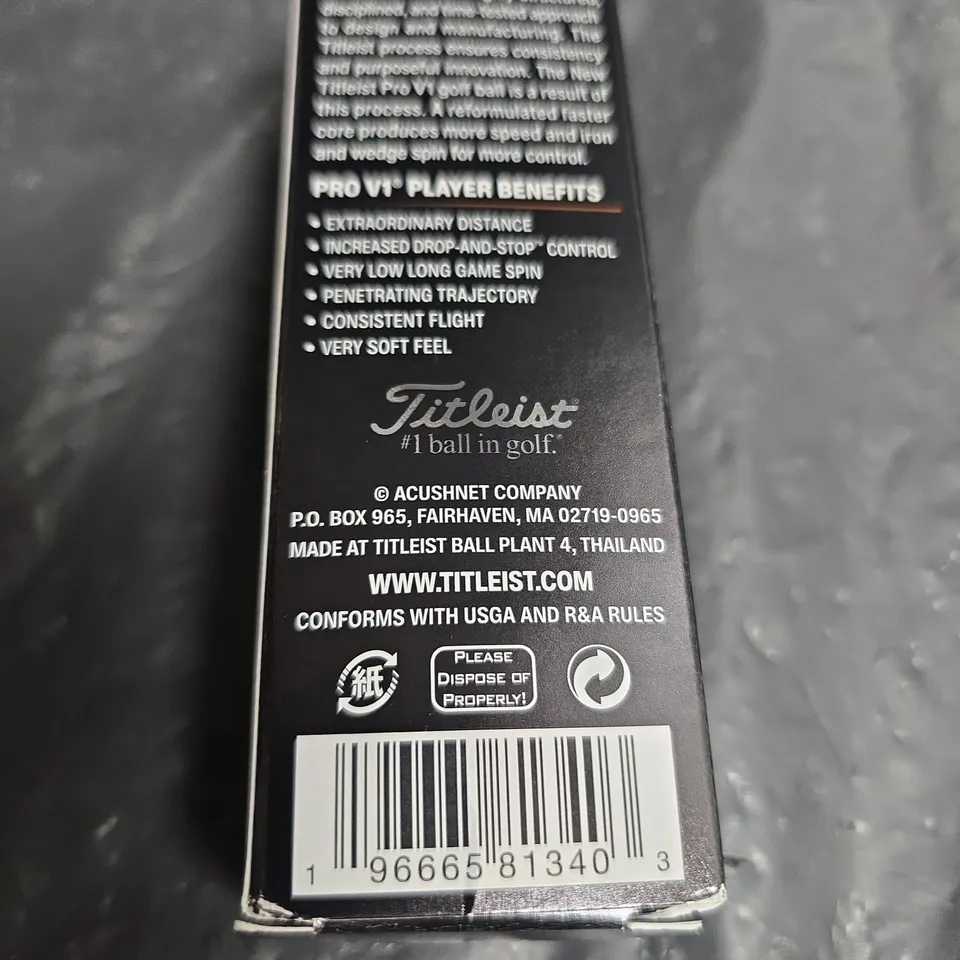 disciplined, and time-tested approach
to design and manufacturing. The
Titleist process ensures consistency
and purposeful innovation. The New
Titleist Pro V1 golf ball is a result of
this process. A reformulated faster
core produces more speed and iron
and wedge spin for more control.
PRO V1® PLAYER BENEFITS
• EXTRAORDINARY DISTANCE
• INCREASED DROP-AND-STOP™ CONTROL
• VERY LOW LONG GAME SPIN
• PENETRATING TRAJECTORY
• CONSISTENT FLIGHT
• VERY SOFT FEEL
Titleist®
#1 ball in golf.®
© ACUSHNET COMPANY
P.O. BOX 965, FAIRHAVEN, MA 02719-0965
MADE AT TITLEIST BALL PLANT 4, THAILAND
WWW.TITLEIST.COM
CONFORMS WITH USGA AND R&A RULES
紙
PLEASE
DISPOSE OF
PROPERLY!
1 96665 81340 3